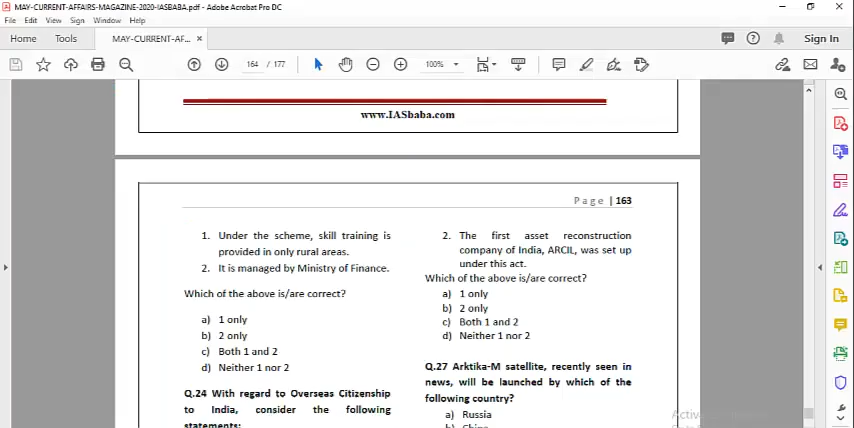 MAY-CURRENT-AFFAIRS-MAGAZINE-2020-IASBABA.pdf - Adobe Acrobat Pro DC
File Edit View Sign Window Help
Home Tools MAY-CURRENT-AF... × Sign In
164 / 177 100%
www.IASbaba.com
Page | 163
1. Under the scheme, skill training is
provided in only rural areas.
2. It is managed by Ministry of Finance.
Which of the above is/are correct?
a) 1 only
b) 2 only
c) Both 1 and 2
d) Neither 1 nor 2
Q.24 With regard to Overseas Citizenship
to India, consider the following
statements:
2. The first asset reconstruction
company of India, ARCIL, was set up
under this act.
Which of the above is/are correct?
a) 1 only
b) 2 only
c) Both 1 and 2
d) Neither 1 nor 2
Q.27 Arktika-M satellite, recently seen in
news, will be launched by which of the
following country?
a) Russia
b) China